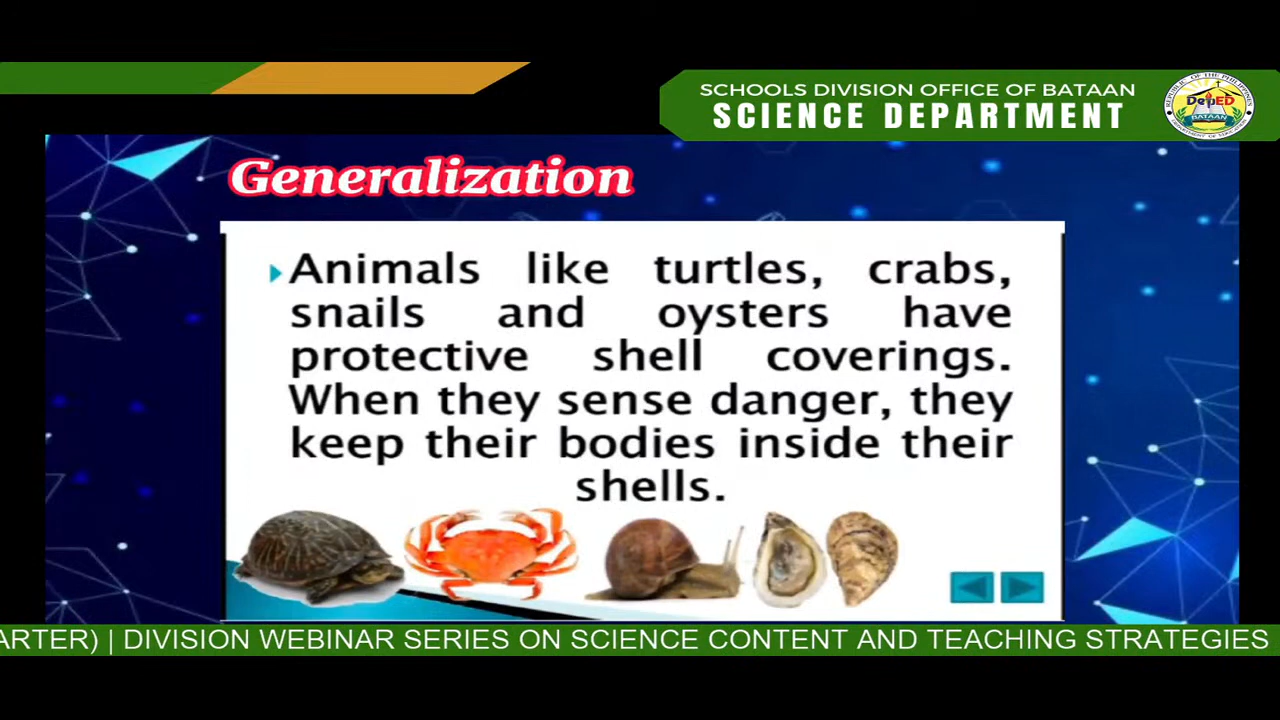 SCHOOLS DIVISION OFFICE OF BATAAN
SCIENCE DEPARTMENT
DepED
BATAAN
Generalization
Animals like turtles, crabs,
snails and oysters have
protective shell coverings.
When they sense danger, they
keep their bodies inside their
shells.
ARTER) | DIVISION WEBINAR SERIES ON SCIENCE CONTENT AND TEACHING STRATEGIES